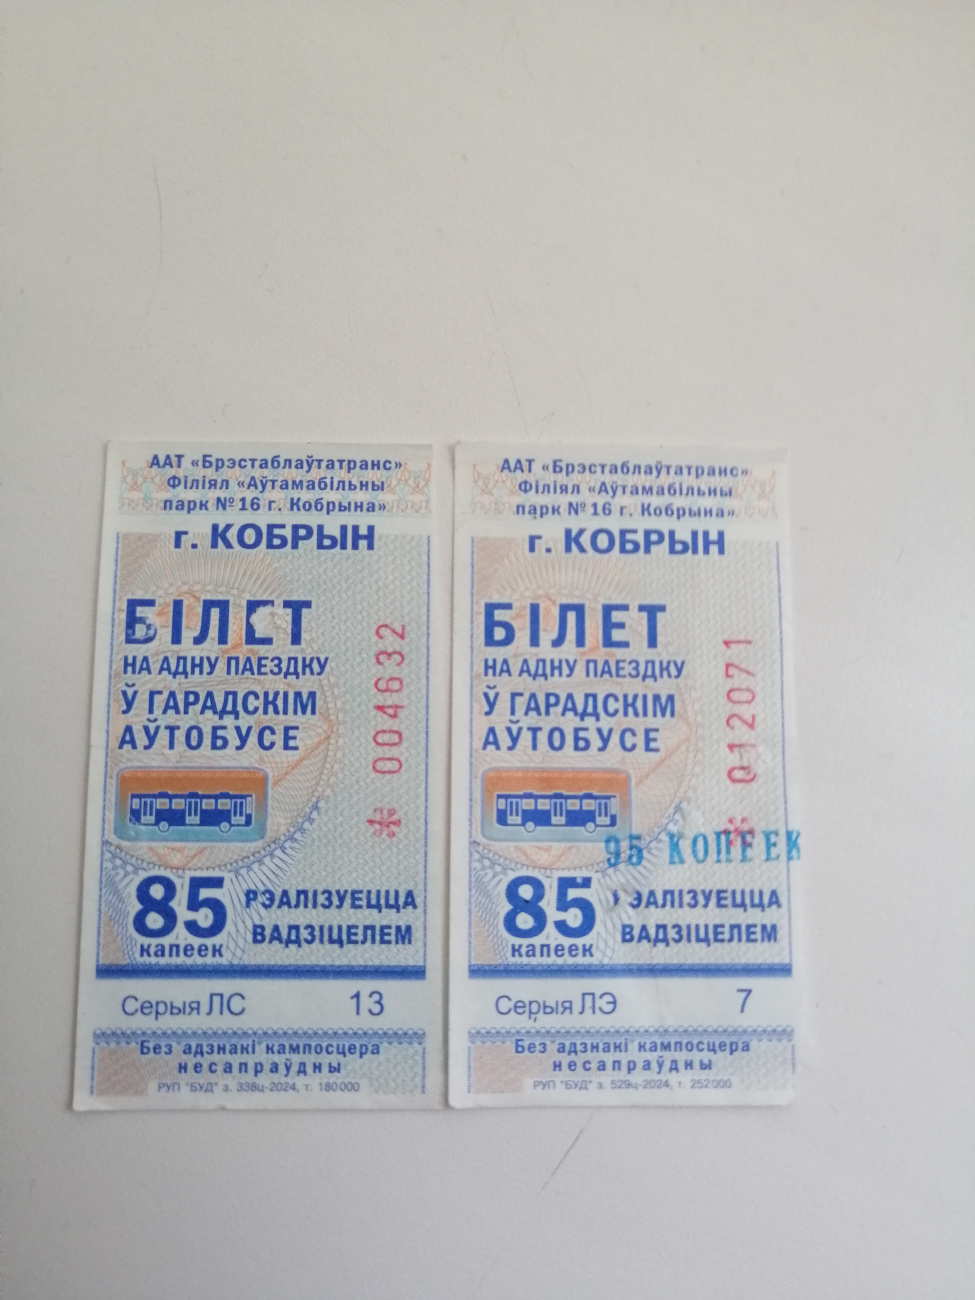 ААТ «Брэстаблаўтатранс»
Філіял «Аўтамабільны
парк №16 г. Кобрына»
г. КОБРЫН
БІЛЕТ
НА АДНУ ПАЕЗДКУ
Ў ГАРАДСКІМ
АЎТОБУСЕ
* 004632
85
капеек
РЭАЛІЗУЕЦЦА
ВАДЗІЦЕЛЕМ
Серыя ЛС 13
Без адзнакі кампосцера
несапраўдны
РУП "БУД" з. 338ц-2024, т. 180000
ААТ «Брэстаблаўтатранс»
Філіял «Аўтамабільны
парк №16 г. Кобрына»
г. КОБРЫН
БІЛЕТ
НА АДНУ ПАЕЗДКУ
Ў ГАРАДСКІМ
АЎТОБУСЕ
* 012071
95 КОПЕЕК
85
капеек
РЭАЛІЗУЕЦЦА
ВАДЗІЦЕЛЕМ
Серыя ЛЭ 7
Без адзнакі кампосцера
несапраўдны
РУП "БУД" з. 529ц-2024, т. 252000